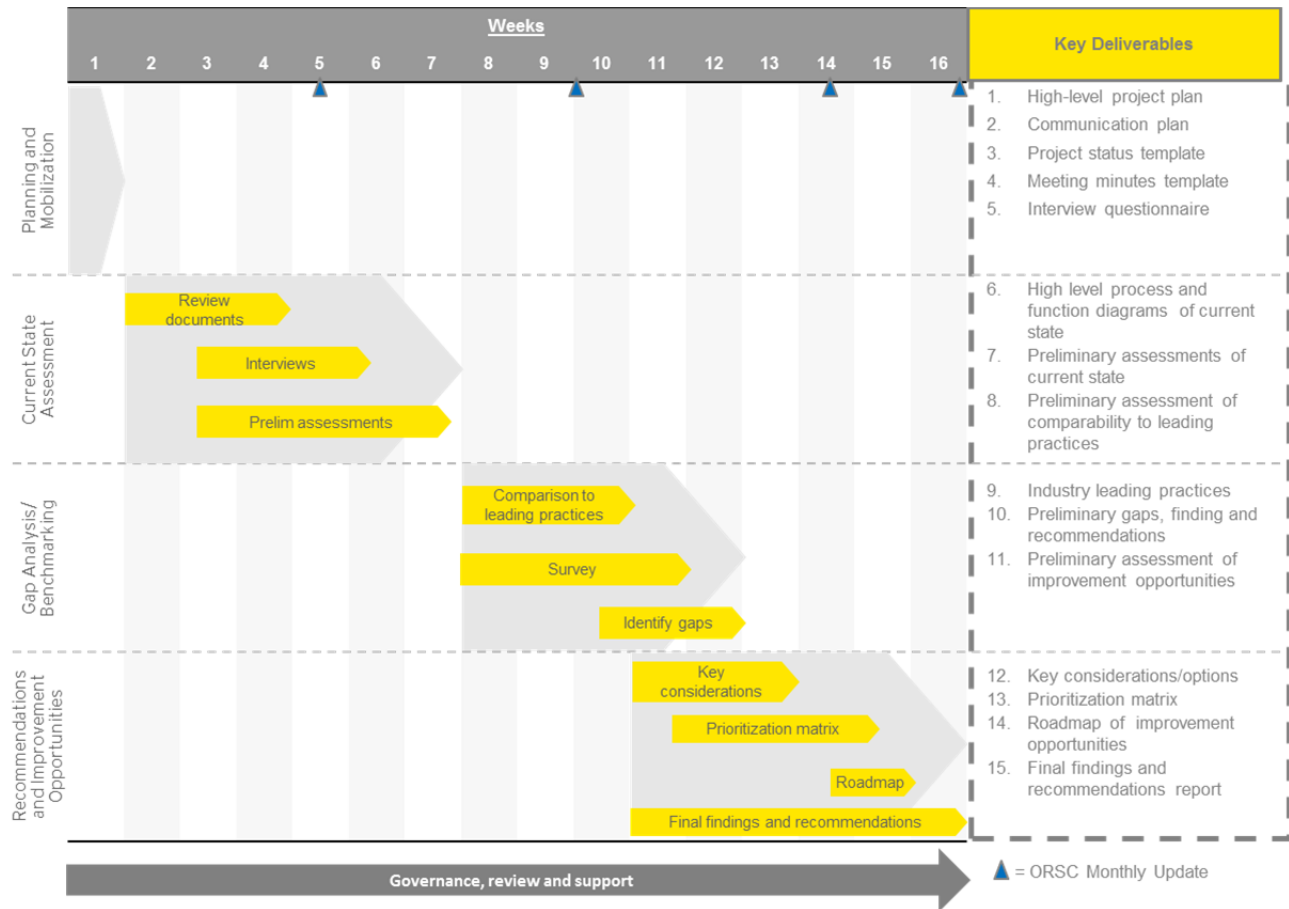 Weeks
Key Deliverables
1 2 3 4 5 6 7 8 9 10 11 12 13 14 15 16
Planning and
Mobilization
1. High-level project plan
2. Communication plan
3. Project status template
4. Meeting minutes template
5. Interview questionnaire
Current State
Assessment
Review
documents
Interviews
Prelim assessments
6. High level process and
function diagrams of current
state
7. Preliminary assessments of
current state
8. Preliminary assessment of
comparability to leading
practices
Gap Analysis/
Benchmarking
Comparison to
leading practices
Survey
Identify gaps
9. Industry leading practices
10. Preliminary gaps, finding and
recommendations
11. Preliminary assessment of
improvement opportunities
Recommendations
and Improvement
Opportunities
Key
considerations
Prioritization matrix
Roadmap
Final findings and recommendations
12. Key considerations/options
13. Prioritization matrix
14. Roadmap of improvement
opportunities
15. Final findings and
recommendations report
Governance, review and support
= ORSC Monthly Update